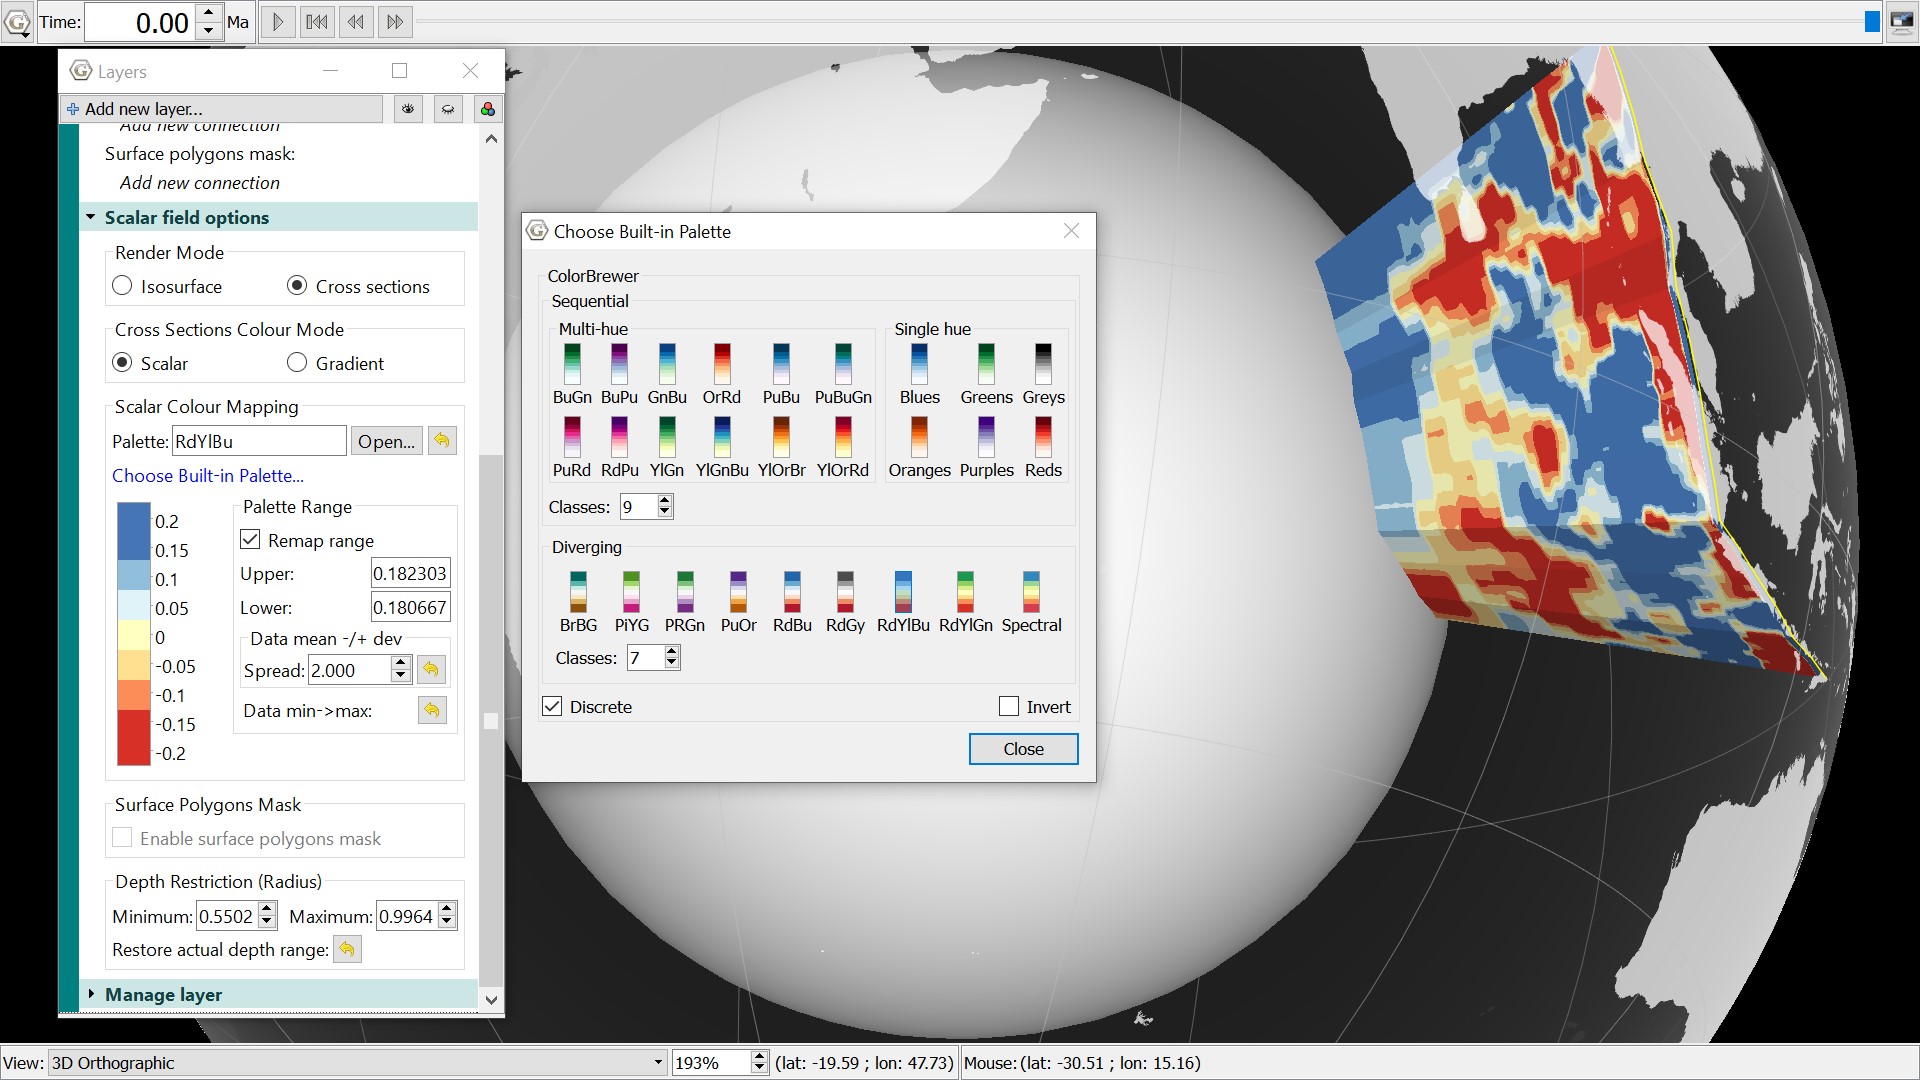 Time: 0.00 Ma
Layers
Add new layer...
Add new connection
Surface polygons mask:
Add new connection
Scalar field options
Render Mode
Isosurface Cross sections
Cross Sections Colour Mode
Scalar Gradient
Scalar Colour Mapping
Palette: RdYlBu Open...
Choose Built-in Palette...
0.2
0.15
0.1
0.05
0
-0.05
-0.1
-0.15
-0.2
Palette Range
Remap range
Upper: 0.182303
Lower: 0.180667
Data mean -/+ dev
Spread: 2.000
Data min->max:
Surface Polygons Mask
Enable surface polygons mask
Depth Restriction (Radius)
Minimum: 0.5502 Maximum: 0.9964
Restore actual depth range:
Manage layer
Choose Built-in Palette
ColorBrewer
Sequential
Multi-hue
BuGn BuPu GnBu OrRd PuBu PuBuGn
PuRd RdPu YlGn YlGnBu YlOrBr YlOrRd
Single hue
Blues Greens Greys
Oranges Purples Reds
Classes: 9
Diverging
BrBG PiYG PRGn PuOr RdBu RdGy RdYlBu RdYlGn Spectral
Classes: 7
Discrete Invert
Close
View: 3D Orthographic 193% (lat: -19.59 ; lon: 47.73) Mouse: (lat: -30.51 ; lon: 15.16)